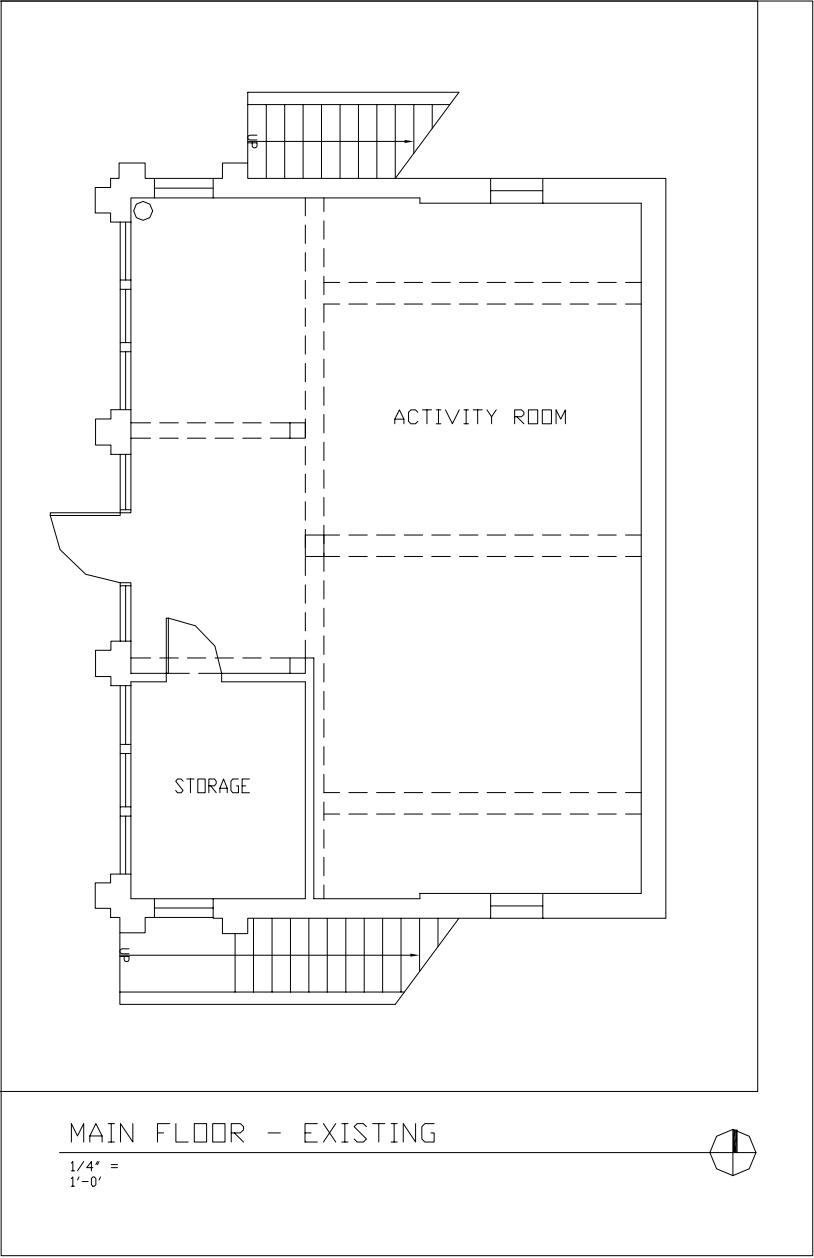 UP
ACTIVITY ROOM
STORAGE
UP
MAIN FLOOR - EXISTING
1/4" =
1'-0'